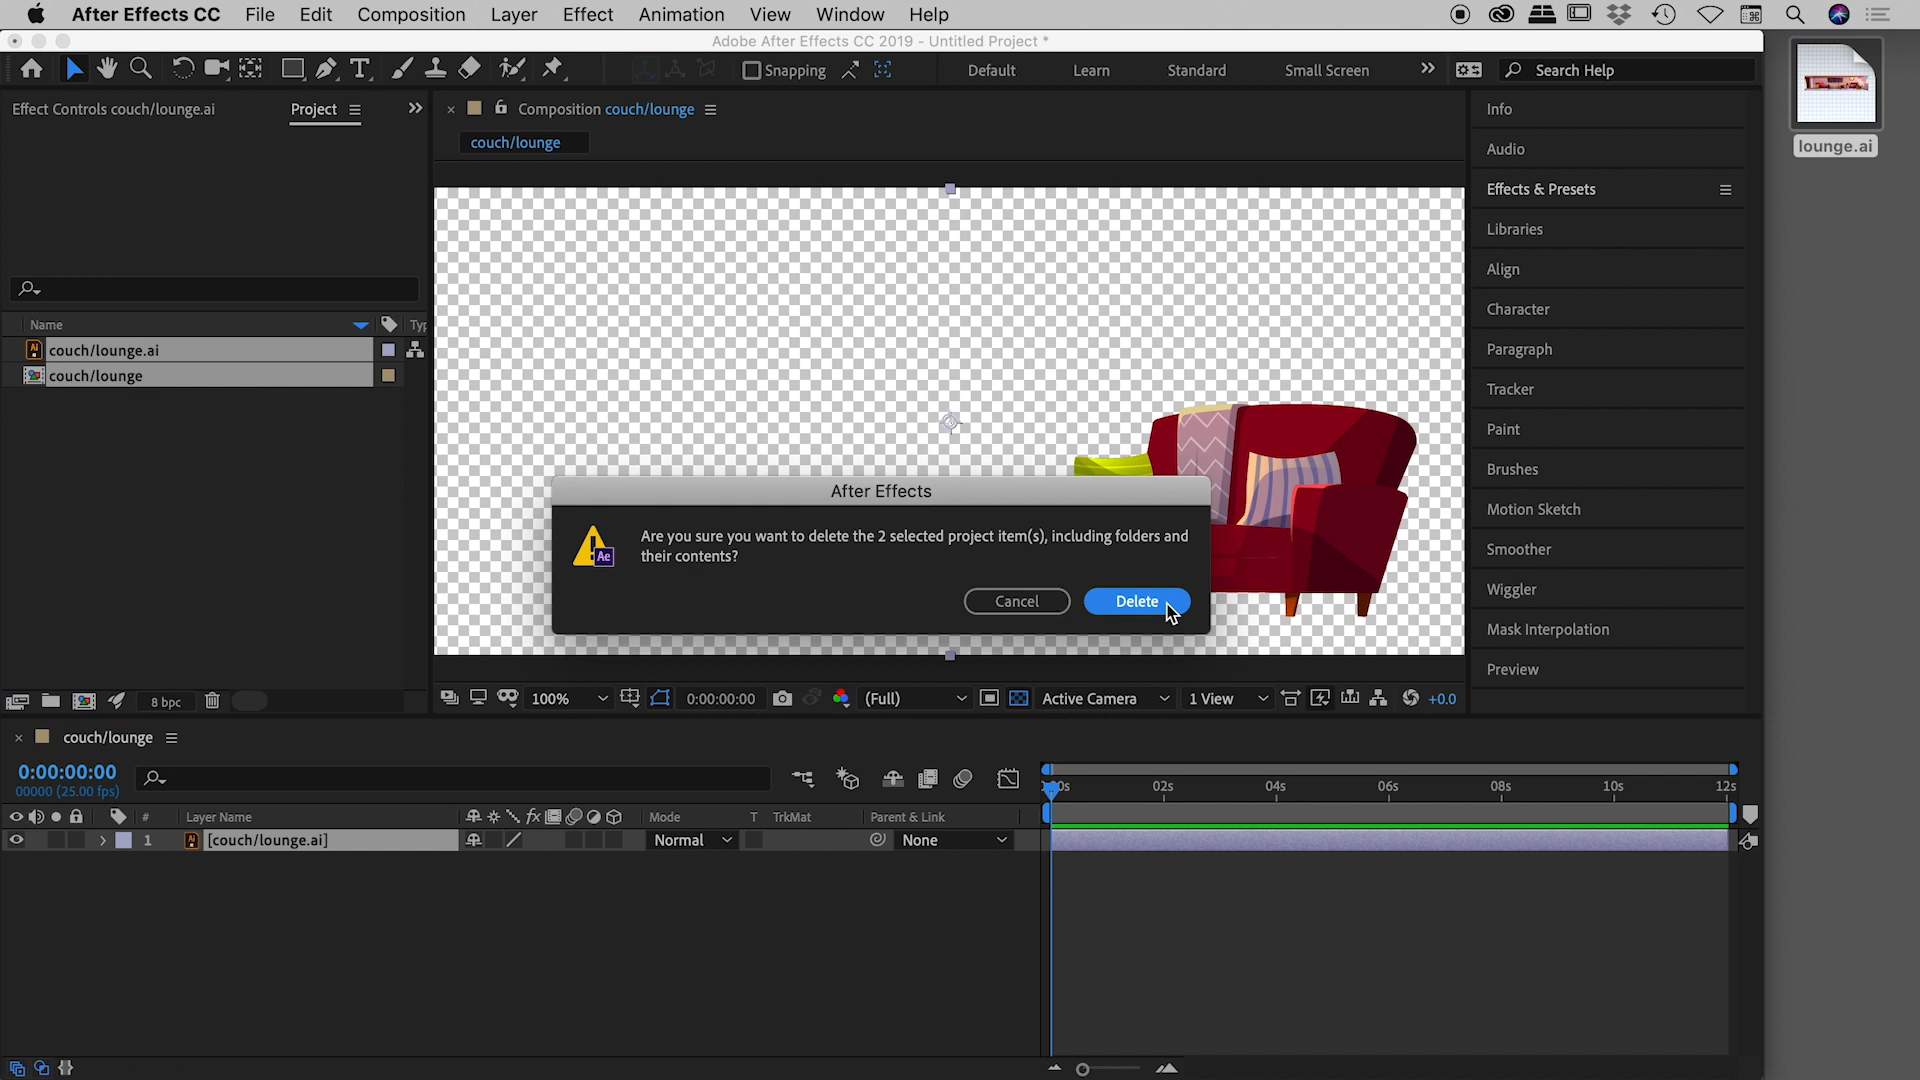 After Effects CC File Edit Composition Layer Effect Animation View Window Help
Adobe After Effects CC 2019 - Untitled Project *
Snapping Default Learn Standard Small Screen Search Help
Effect Controls couch/lounge.ai Project Composition couch/lounge
couch/lounge
Name Typ
couch/lounge.ai
couch/lounge
Ai
Info
Audio
Effects & Presets
Libraries
Align
Character
Paragraph
Tracker
Paint
Brushes
Motion Sketch
Smoother
Wiggler
Mask Interpolation
Preview
lounge.ai
After Effects
Are you sure you want to delete the 2 selected project item(s), including folders and
their contents?
Ae
Cancel Delete
8 bpc 100% 0:00:00:00 (Full) Active Camera 1 View +0.0
couch/lounge
0:00:00:00
00000 (25.00 fps)
0s 02s 04s 06s 08s 10s 12s
# Layer Name fx Mode T TrkMat Parent & Link
1 [couch/lounge.ai] Normal None